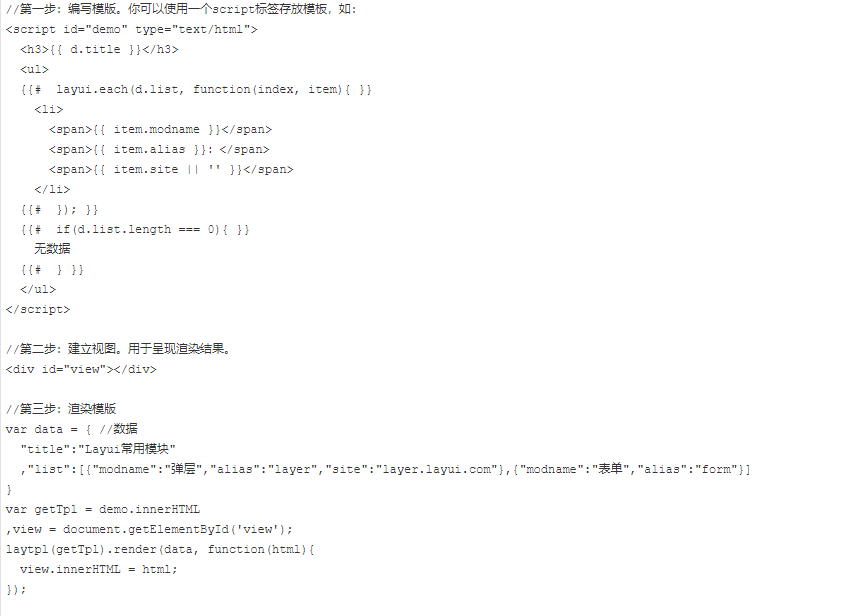 //第一步：编写模版。你可以使用一个script标签存放模板，如：
<script id="demo" type="text/html">
  <h3>{{ d.title }}</h3>
  <ul>
  {{#  layui.each(d.list, function(index, item){ }}
    <li>
      <span>{{ item.modname }}</span>
      <span>{{ item.alias }}：</span>
      <span>{{ item.site || '' }}</span>
    </li>
  {{#  }); }}
  {{#  if(d.list.length === 0){ }}
    无数据
  {{#  } }}
  </ul>
</script>

//第二步：建立视图。用于呈现渲染结果。
<div id="view"></div>

//第三步：渲染模版
var data = { //数据
  "title":"Layui常用模块"
  ,"list":[{"modname":"弹层","alias":"layer","site":"layer.layui.com"},{"modname":"表单","alias":"form"}]
}
var getTpl = demo.innerHTML
,view = document.getElementById('view');
laytpl(getTpl).render(data, function(html){
  view.innerHTML = html;
});